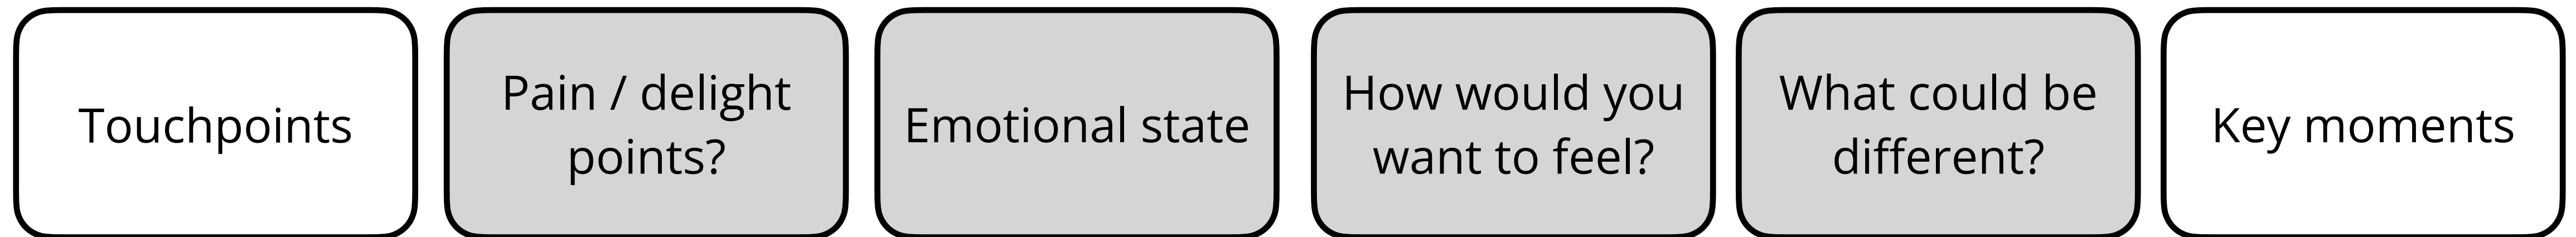 Touchpoints
Pain / delight
points?
Emotional state
How would you
want to feel?
What could be
different?
Key moments